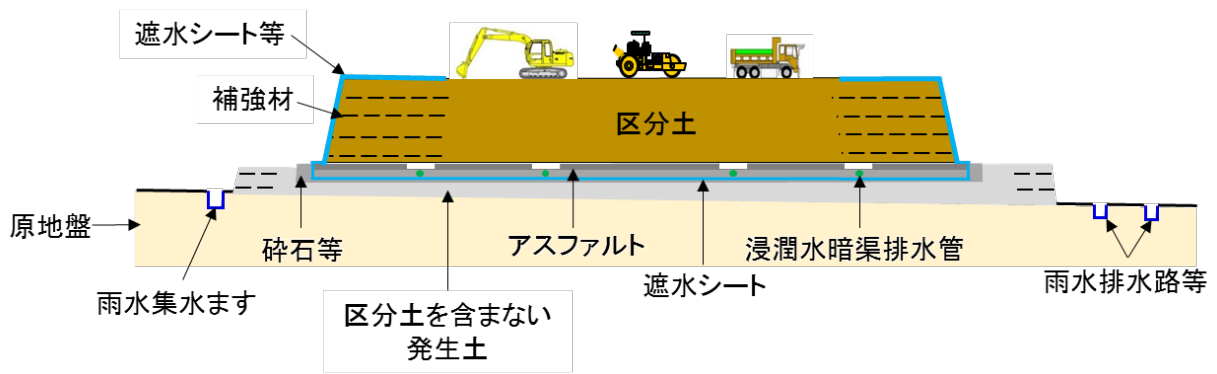 遮水シート等
補強材
区分土
原地盤
砕石等
アスファルト
浸潤水暗渠排水管
雨水集水ます
遮水シート
雨水排水路等
区分土を含まない
発生土